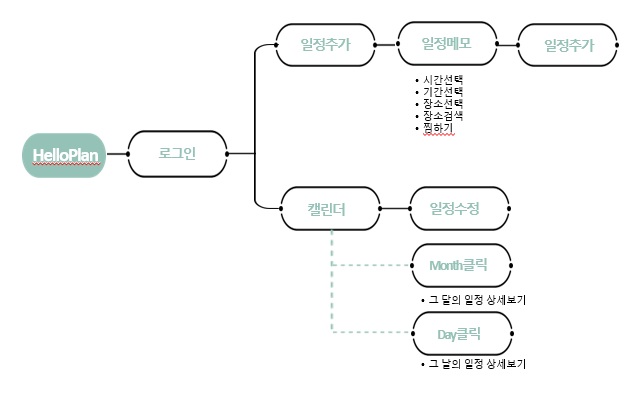 HelloPlan
로그인
일정추가
일정메모
일정추가
• 시간선택
• 기간선택
• 장소선택
• 장소검색
• 찜하기
캘린더
일정수정
Month클릭
• 그 달의 일정 상세보기
Day클릭
• 그 날의 일정 상세보기